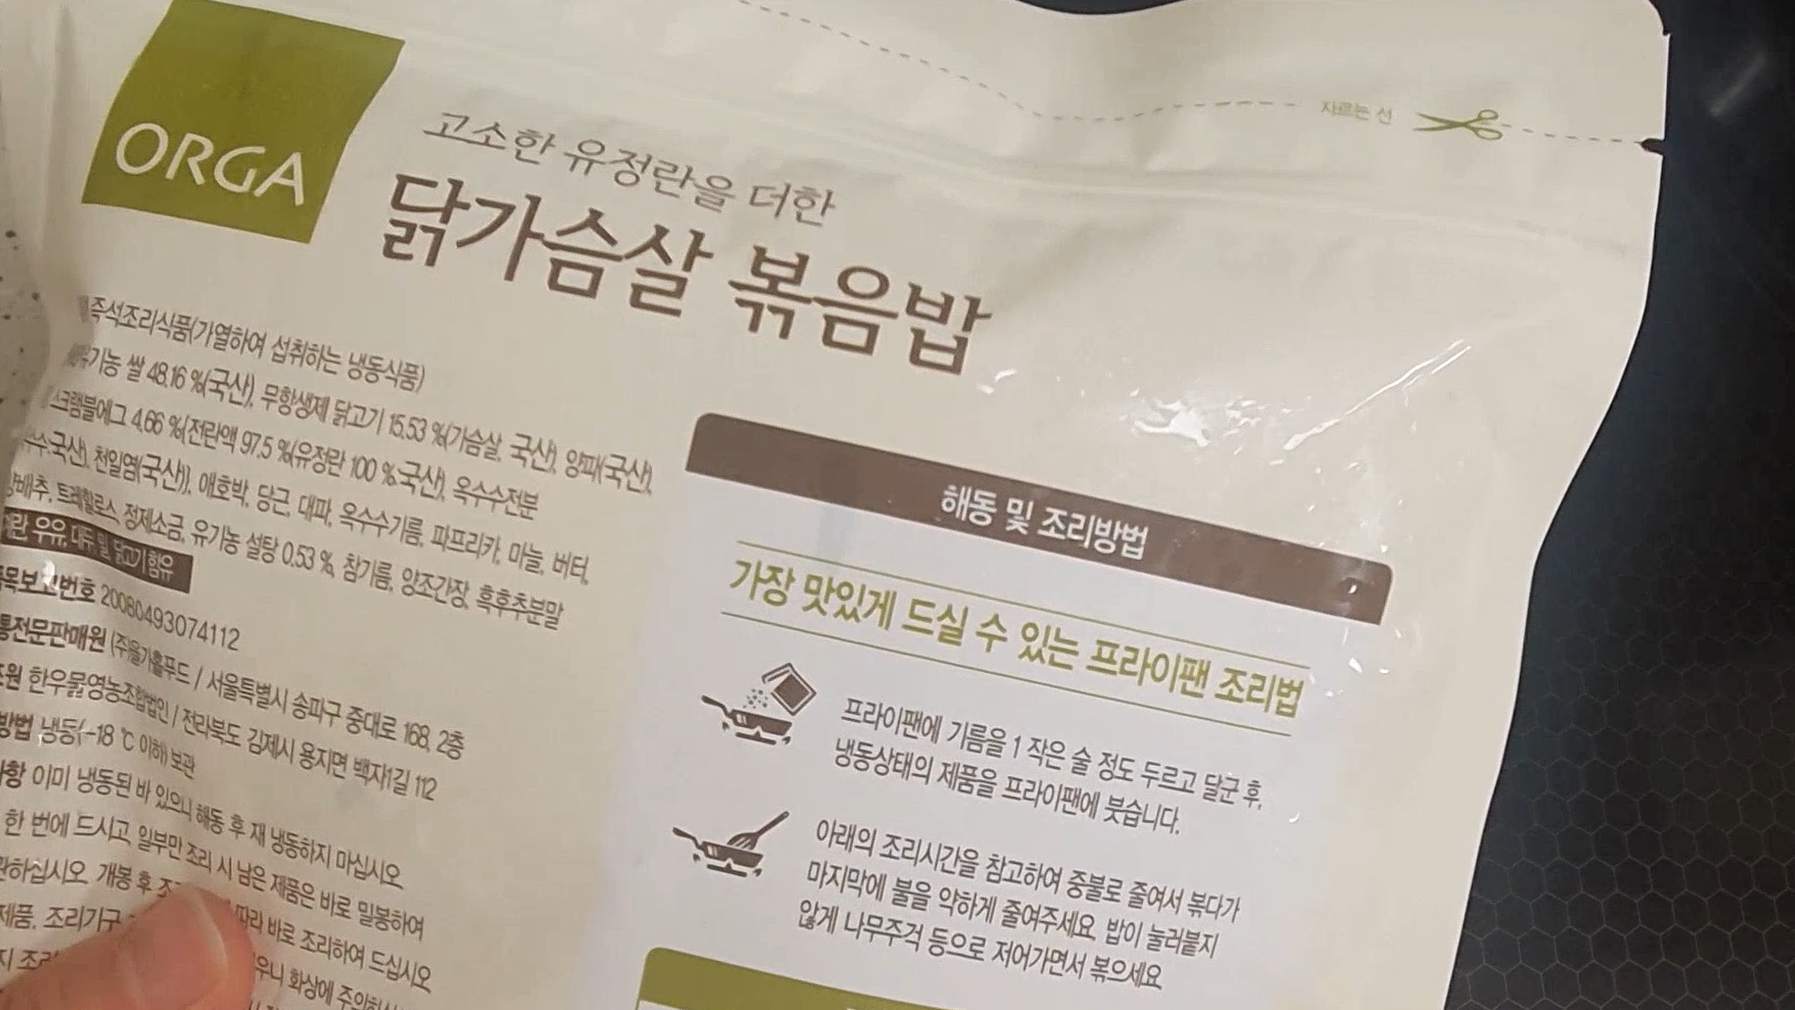 ORGA
고소한 유정란을 더한
닭가슴살 볶음밥
자르는 선
즉석조리식품(가열하여 섭취하는 냉동식품)
유기농 쌀 48.16 %(국산), 무항생제 닭고기 15.53 %(가슴살, 국산), 양파(국산),
스크램블에그 4.66 %(전란액 97.5 %(유정란 100 %,국산), 옥수수전분
국산), 천일염(국산)), 애호박, 당근, 대파, 옥수수기름, 파프리카, 마늘, 버터,
양배추, 트레할로스, 정제소금, 유기농 설탕 0.53 %, 참기름, 양조간장, 흑후추분말
우유, 대두 및 닭고기 함유
목보고번호 20080493074112
통전문판매원 (주)올가홀푸드 / 서울특별시 송파구 중대로 168, 2층
원 한우물영농조합법인 / 전라북도 김제시 용지면 백자1길 112
방법 냉동(-18 ℃ 이하) 보관
항 이미 냉동된 바 있으니 해동 후 재 냉동하지 마십시오
한 번에 드시고, 일부만 조리 시 남은 제품은 바로 밀봉하여
관하십시오. 개봉 후 따라 바로 조리하여 드십시오
제품, 조리기구 화상에
해동 및 조리방법
가장 맛있게 드실 수 있는 프라이팬 조리법
프라이팬에 기름을 1 작은 술 정도 두르고 달군 후,
냉동상태의 제품을 프라이팬에 붓습니다.
아래의 조리시간을 참고하여 중불로 줄여서 볶다가
마지막에 불을 약하게 줄여주세요. 밥이 눌러붙지
않게 나무주걱 등으로 저어가면서 볶으세요